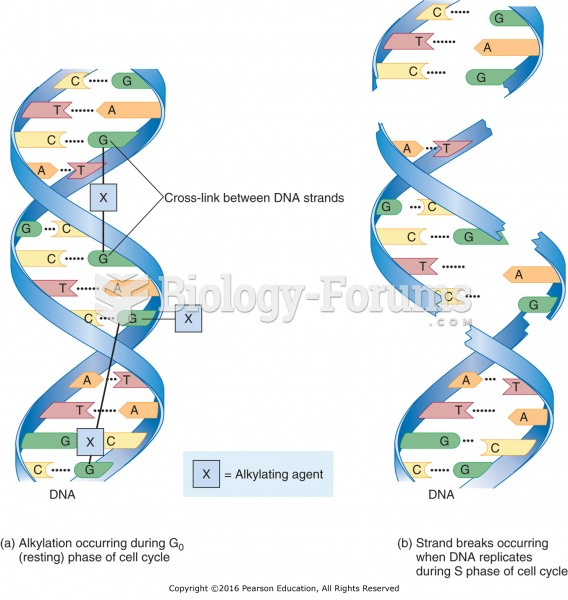 C G
T A
C G
A T
X
Cross-link between DNA strands
G C
C G
T A
C G X
A T
T A
G X C
C G
DNA
X = Alkylating agent
(a) Alkylation occurring during G0
(resting) phase of cell cycle
C G
T A
C G
A T
G C
C G
T A
C G
A T
T A
G C
C G
DNA
(b) Strand breaks occurring
when DNA replicates
during S phase of cell cycle
Biology-Forums
.COM
Copyright ©2016 Pearson Education, All Rights Reserved